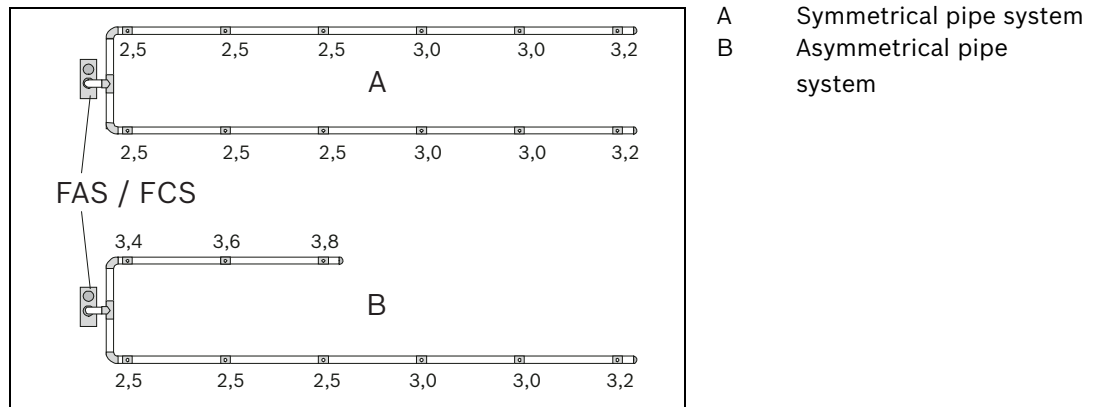 2,5 2,5 2,5 3,0 3,0 3,2
A
2,5 2,5 2,5 3,0 3,0 3,2
FAS / FCS
3,4 3,6 3,8
B
2,5 2,5 2,5 3,0 3,0 3,2
A Symmetrical pipe system
B Asymmetrical pipe
system